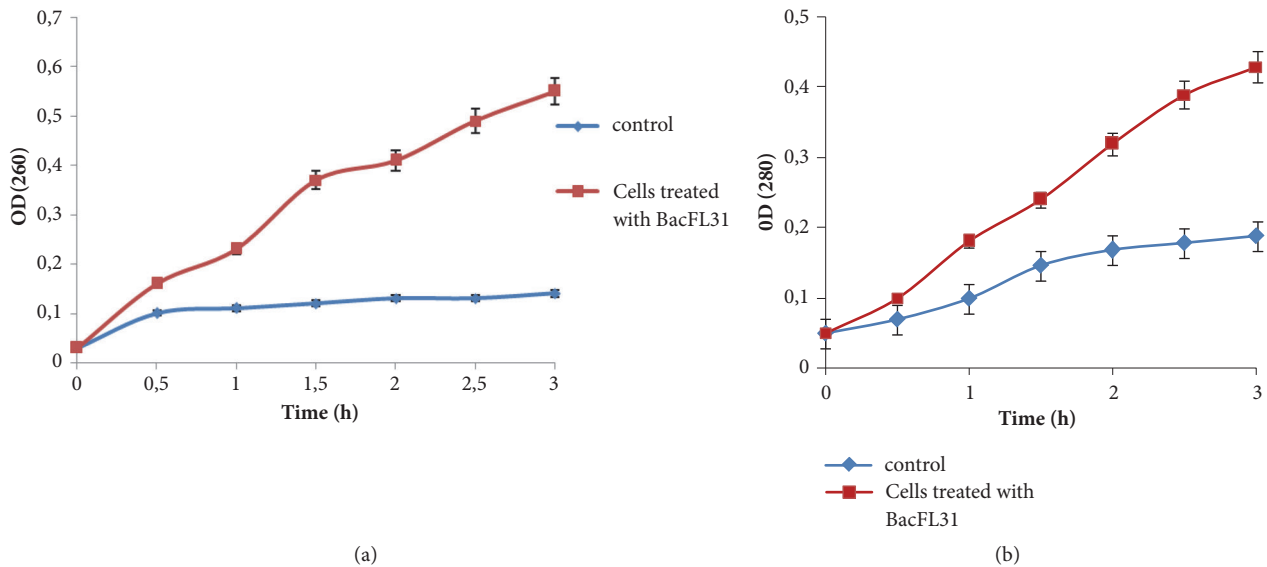 0,7
0,6
0,5
0,4
0,3
0,2
0,1
0
OD (260)
0
0,5
1
1,5
2
2,5
3
Time (h)
control
Cells treated
with BacFL31
(a)
0,5
0,4
0,3
0,2
0,1
0
0D (280)
0
1
2
3
Time (h)
control
Cells treated with
BacFL31
(b)